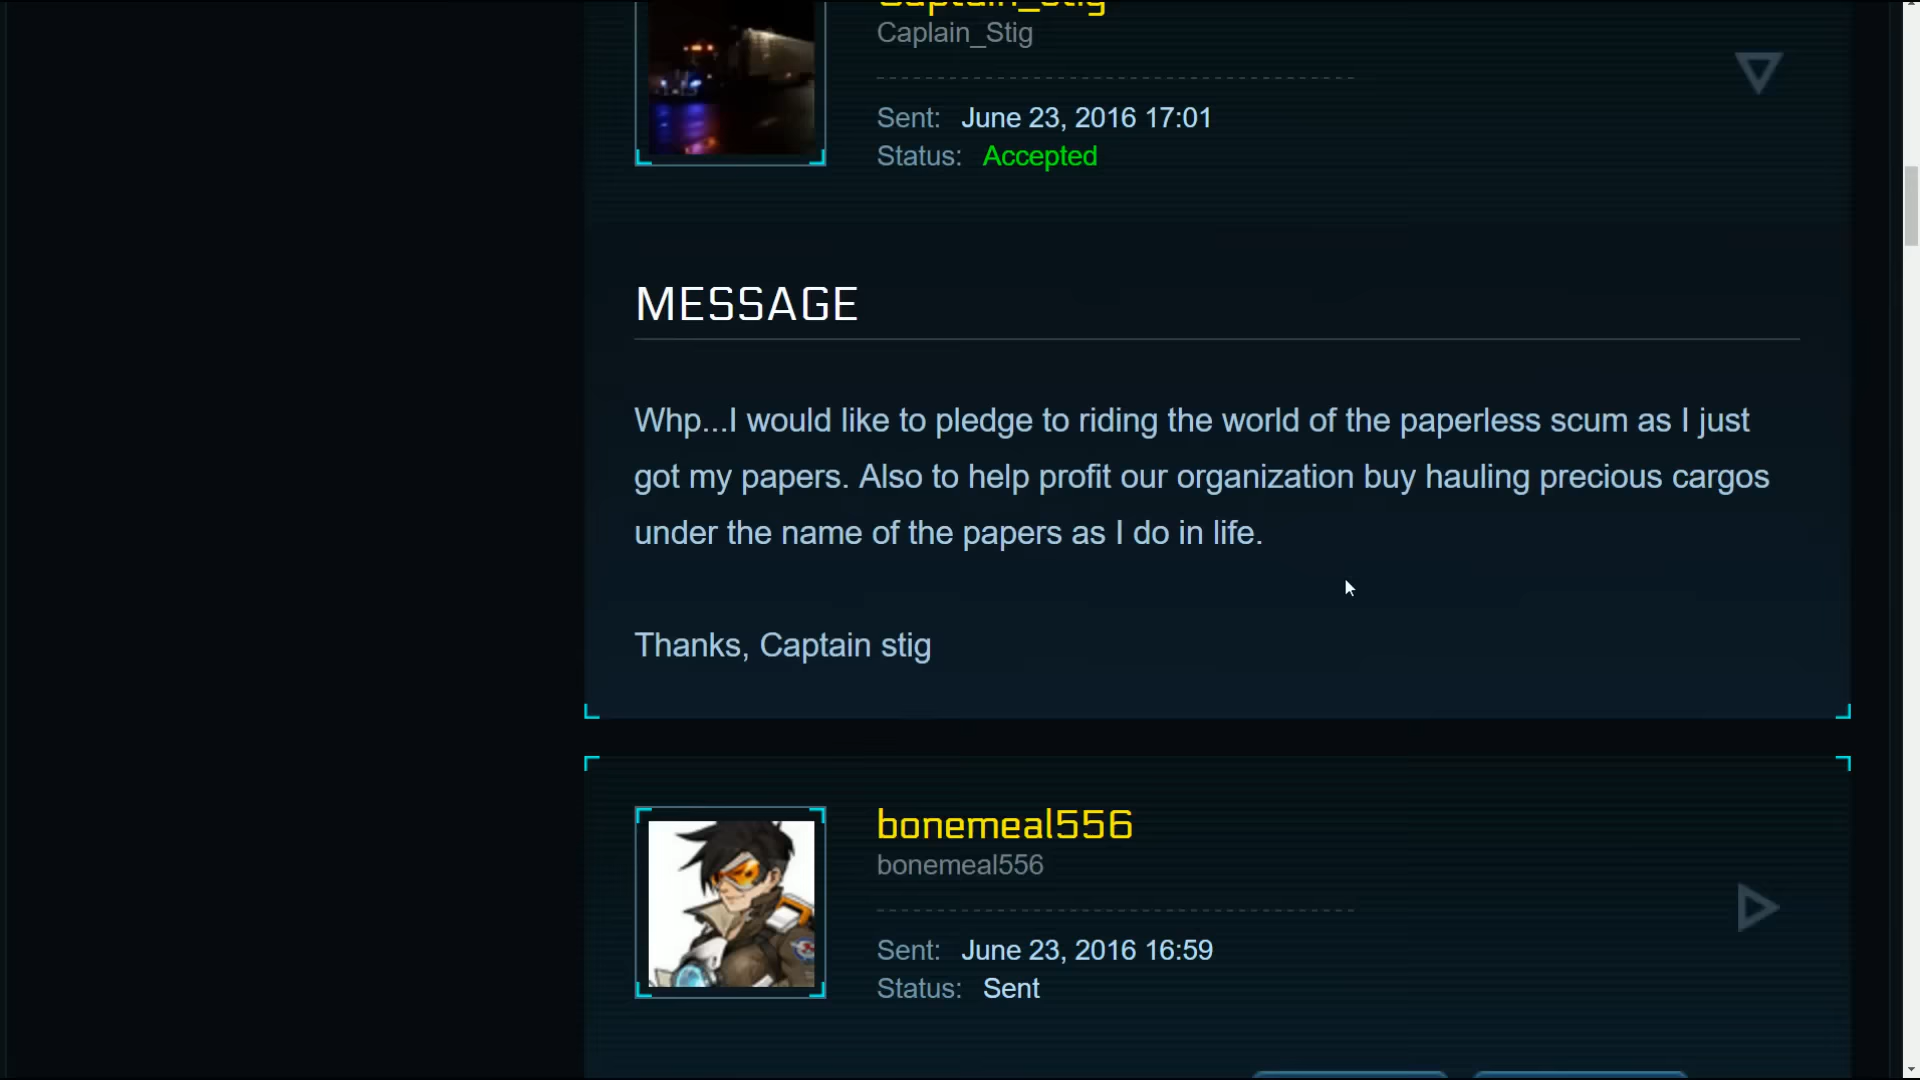 Captain_Stig
Caplain_Stig
Sent: June 23, 2016 17:01
Status: Accepted
MESSAGE
Whp...I would like to pledge to riding the world of the paperless scum as I just
got my papers. Also to help profit our organization buy hauling precious cargos
under the name of the papers as I do in life.
Thanks, Captain stig
bonemeal556
bonemeal556
Sent: June 23, 2016 16:59
Status: Sent